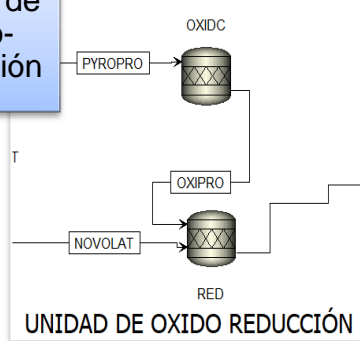 de
o-
ión
OXIDC
PYROPRO
T
OXIPRO
NOVOLAT
RED
UNIDAD DE OXIDO REDUCCIÓN